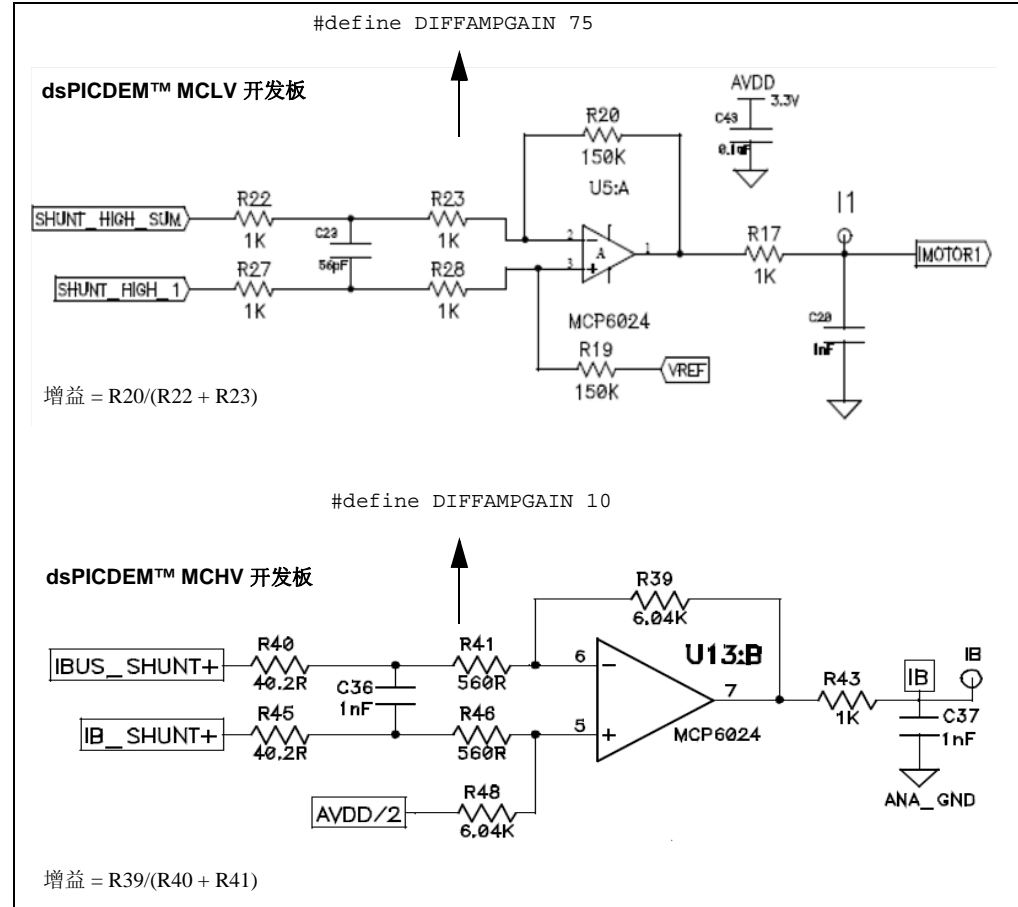 #define DIFFAMPGAIN 75
dsPICDEM™ MCLV 开发板
AVDD
3.3V
C43
0.1uF
R20
150K
U5:A
I1
R22
R23
SHUNT_HIGH_SUM
1K
1K
C23
56pF
2
A
1
3
R17
1K
IMOTOR1
SHUNT_HIGH_1
R27
R28
1K
1K
MCP6024
C20
1nF
R19
VREF
150K
增益 = R20/(R22 + R23)
#define DIFFAMPGAIN 10
dsPICDEM™ MCHV 开发板
R39
6.04K
IBUS_SHUNT+
R40
40.2R
R41
560R
6
U13:B
7
IB
IB
C36
1nF
R43
1K
C37
1nF
IB_SHUNT+
R45
40.2R
R46
560R
5
MCP6024
AVDD/2
R48
6.04K
ANA_GND
增益 = R39/(R40 + R41)